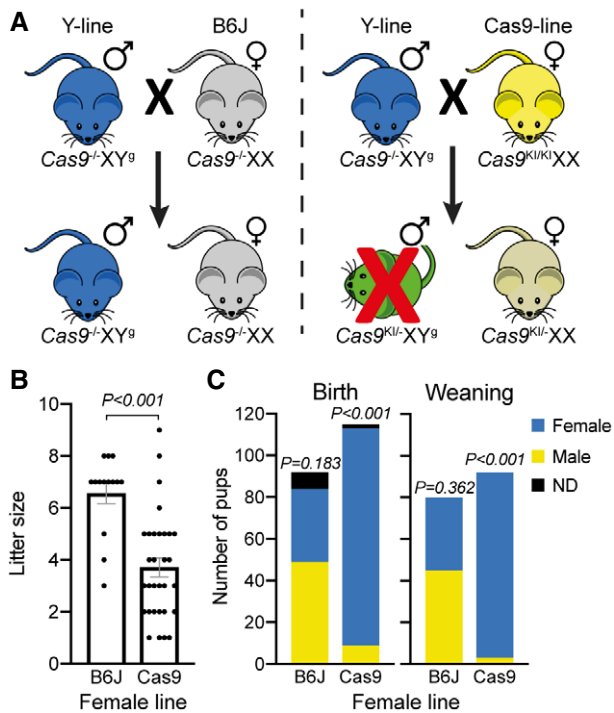 A
Y-line B6J Y-line Cas9-line
♂ ♀ ♂ ♀
X X
Cas9-/-XYg Cas9-/-XX Cas9-/-XYg Cas9KI/KIXX
♂ ♀ ♂ ♀
X
Cas9-/-XYg Cas9-/-XX Cas9KI/-XYg Cas9KI/-XX
B
P<0.001
10
8
6
4
2
0
Litter size
B6J Cas9
Female line
C
Birth Weaning
120
100
80
60
40
20
0
Number of pups
P=0.183
P<0.001
P=0.362
P<0.001
Female
Male
ND
B6J Cas9 B6J Cas9
Female line